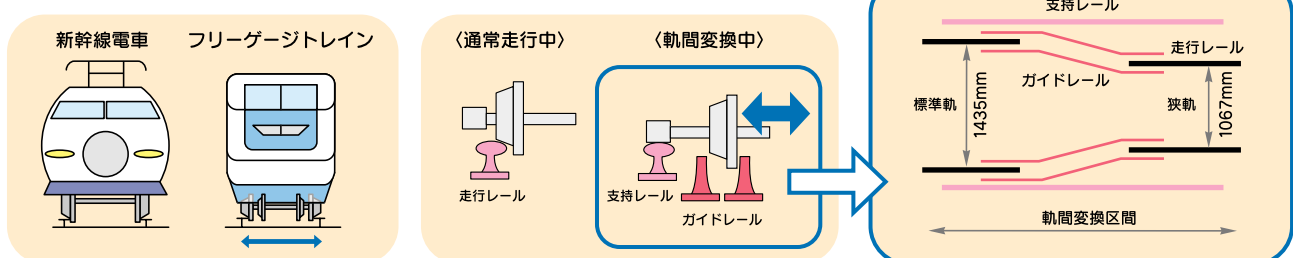 新幹線電車
フリーゲージトレイン
〈通常走行中〉
走行レール
〈軌間変換中〉
支持レール
ガイドレール
支持レール
走行レール
ガイドレール
標準軌
1435mm
狭軌
1067mm
軌間変換区間